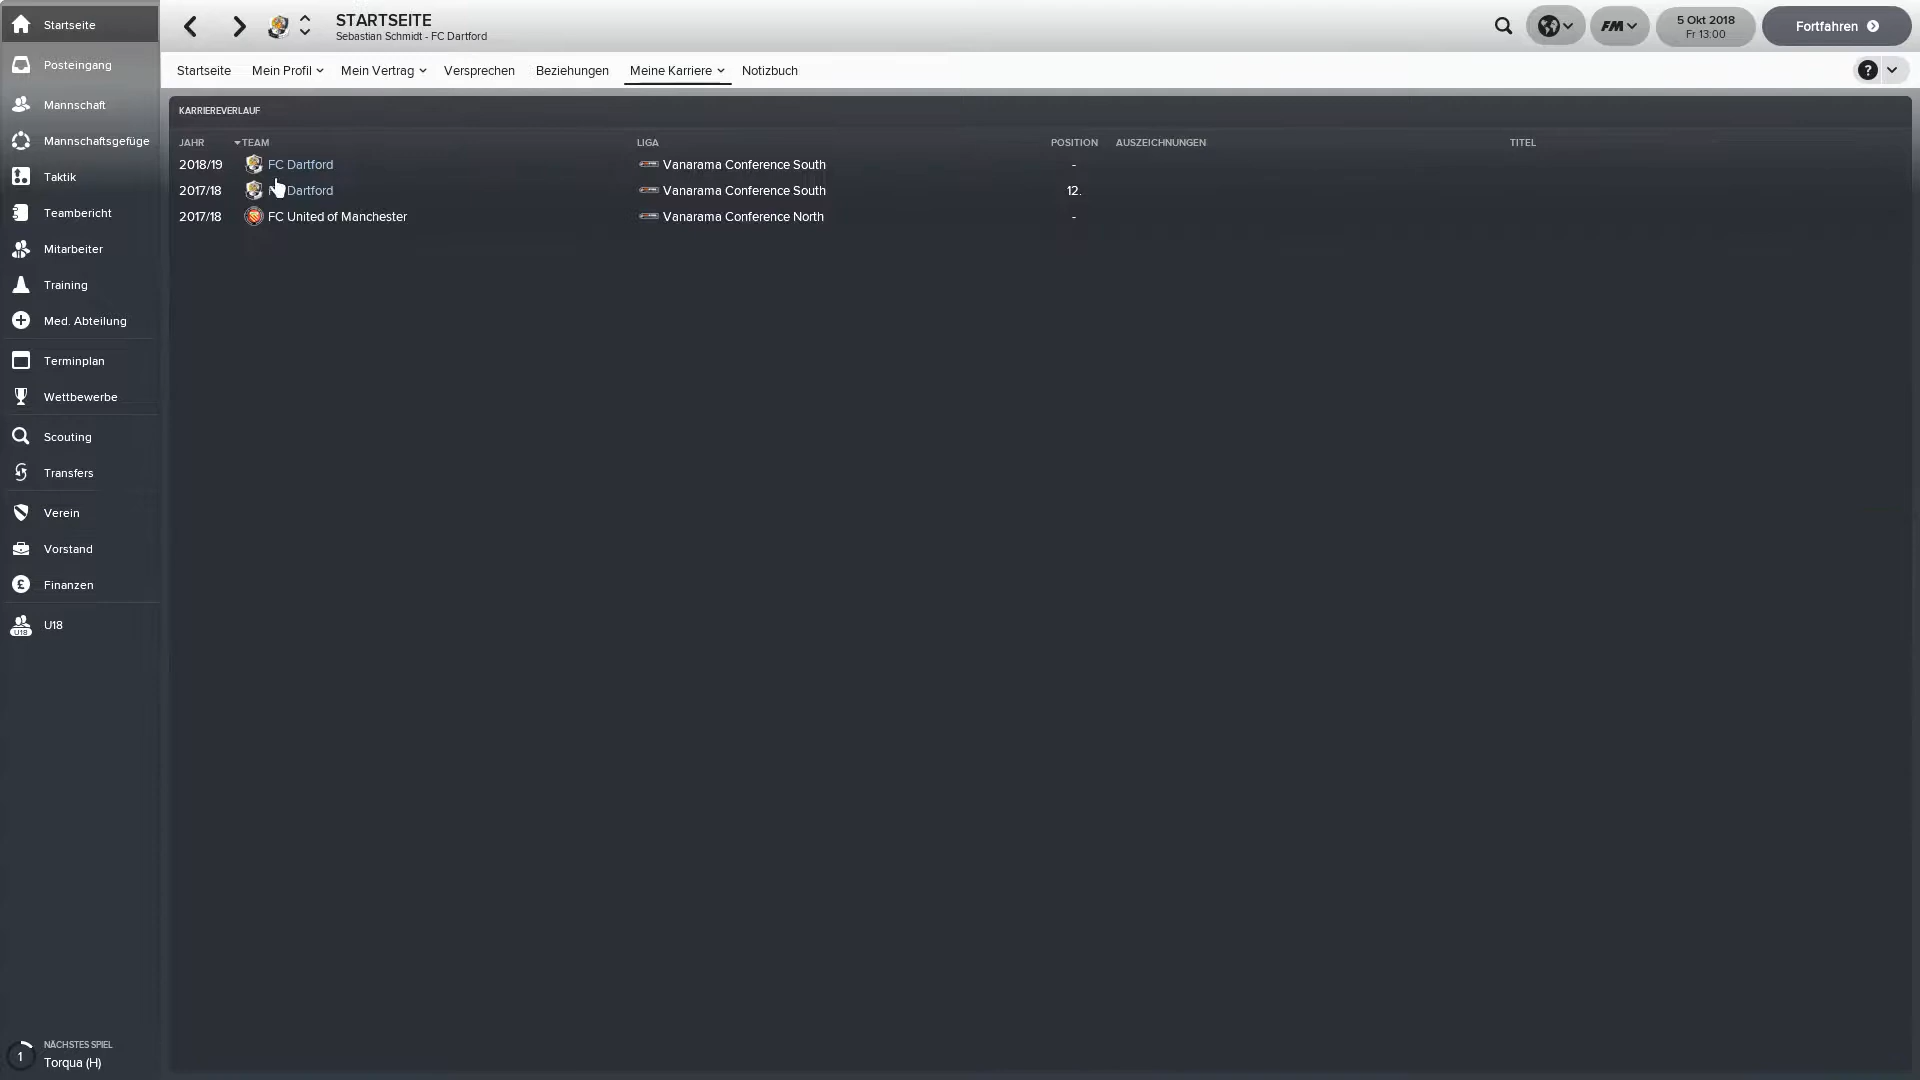 Startseite
Posteingang
Mannschaft
Mannschaftsgefüge
Taktik
Teambericht
Mitarbeiter
Training
Med. Abteilung
Terminplan
Wettbewerbe
Scouting
Transfers
Verein
Vorstand
Finanzen
U18
U18
1
NÄCHSTES SPIEL
Torqua (H)
STARTSEITE
Sebastian Schmidt - FC Dartford
FM
5 Okt 2018
Fr 13:00
Fortfahren
Startseite Mein Profil Mein Vertrag Versprechen Beziehungen Meine Karriere Notizbuch
?
KARRIEREVERLAUF
JAHR TEAM LIGA POSITION AUSZEICHNUNGEN TITEL
2018/19 FC Dartford Vanarama Conference South -
2017/18 Dartford Vanarama Conference South 12.
2017/18 FC United of Manchester Vanarama Conference North -